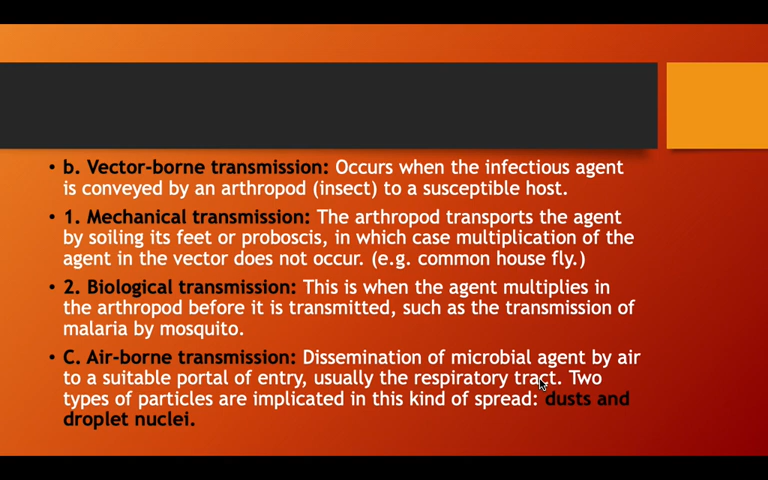 • b. Vector-borne transmission: Occurs when the infectious agent
is conveyed by an arthropod (insect) to a susceptible host.
• 1. Mechanical transmission: The arthropod transports the agent
by soiling its feet or proboscis, in which case multiplication of the
agent in the vector does not occur. (e.g. common house fly.)
• 2. Biological transmission: This is when the agent multiplies in
the arthropod before it is transmitted, such as the transmission of
malaria by mosquito.
• C. Air-borne transmission: Dissemination of microbial agent by air
to a suitable portal of entry, usually the respiratory tract. Two
types of particles are implicated in this kind of spread: dusts and
droplet nuclei.